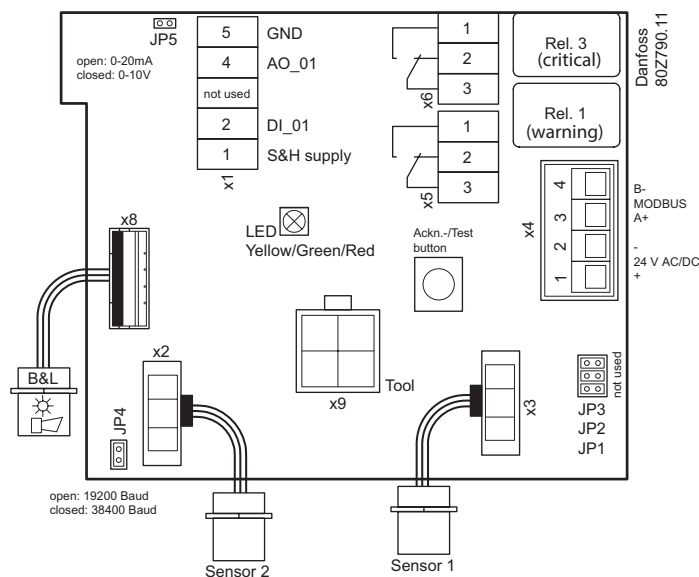 JP5
open: 0-20mA
closed: 0-10V
5 GND
4 AO_01
not used
2 DI_01
1 S&H supply
x1
1
2
3
x6
Rel. 3
(critical)
Danfoss
80Z790.11
1
2
3
x5
Rel. 1
(warning)
x4
4
3
2
1
B-
MODBUS
A+
-
24 V AC/DC
+
x8
LED
Yellow/Green/Red
Ackn.-/Test
button
B&L
x2
x9
Tool
x3
not used
JP3
JP2
JP1
JP4
open: 19200 Baud
closed: 38400 Baud
Sensor 2
Sensor 1